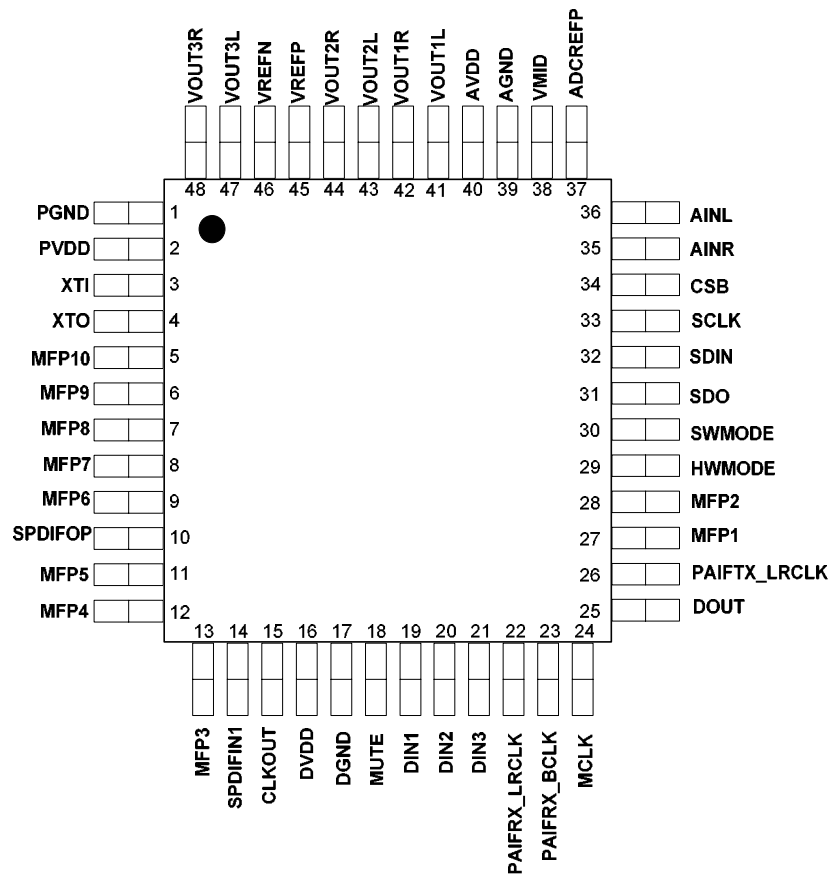 VOUT3R VOUT3L VREFN VREFP VOUT2R VOUT2L VOUT1R VOUT1L AVDD AGND VMID ADCREFP
48 47 46 45 44 43 42 41 40 39 38 37
PGND 1 36 AINL
PVDD 2 35 AINR
XTI 3 34 CSB
XTO 4 33 SCLK
MFP10 5 32 SDIN
MFP9 6 31 SDO
MFP8 7 30 SWMODE
MFP7 8 29 HWMODE
MFP6 9 28 MFP2
SPDIFOP 10 27 MFP1
MFP5 11 26 PAIFTX_LRCLK
MFP4 12 25 DOUT
13 14 15 16 17 18 19 20 21 22 23 24
MFP3 SPDIFIN1 CLKOUT DVDD DGND MUTE DIN1 DIN2 DIN3 PAIFRX_LRCLK PAIFRX_BCLK MCLK